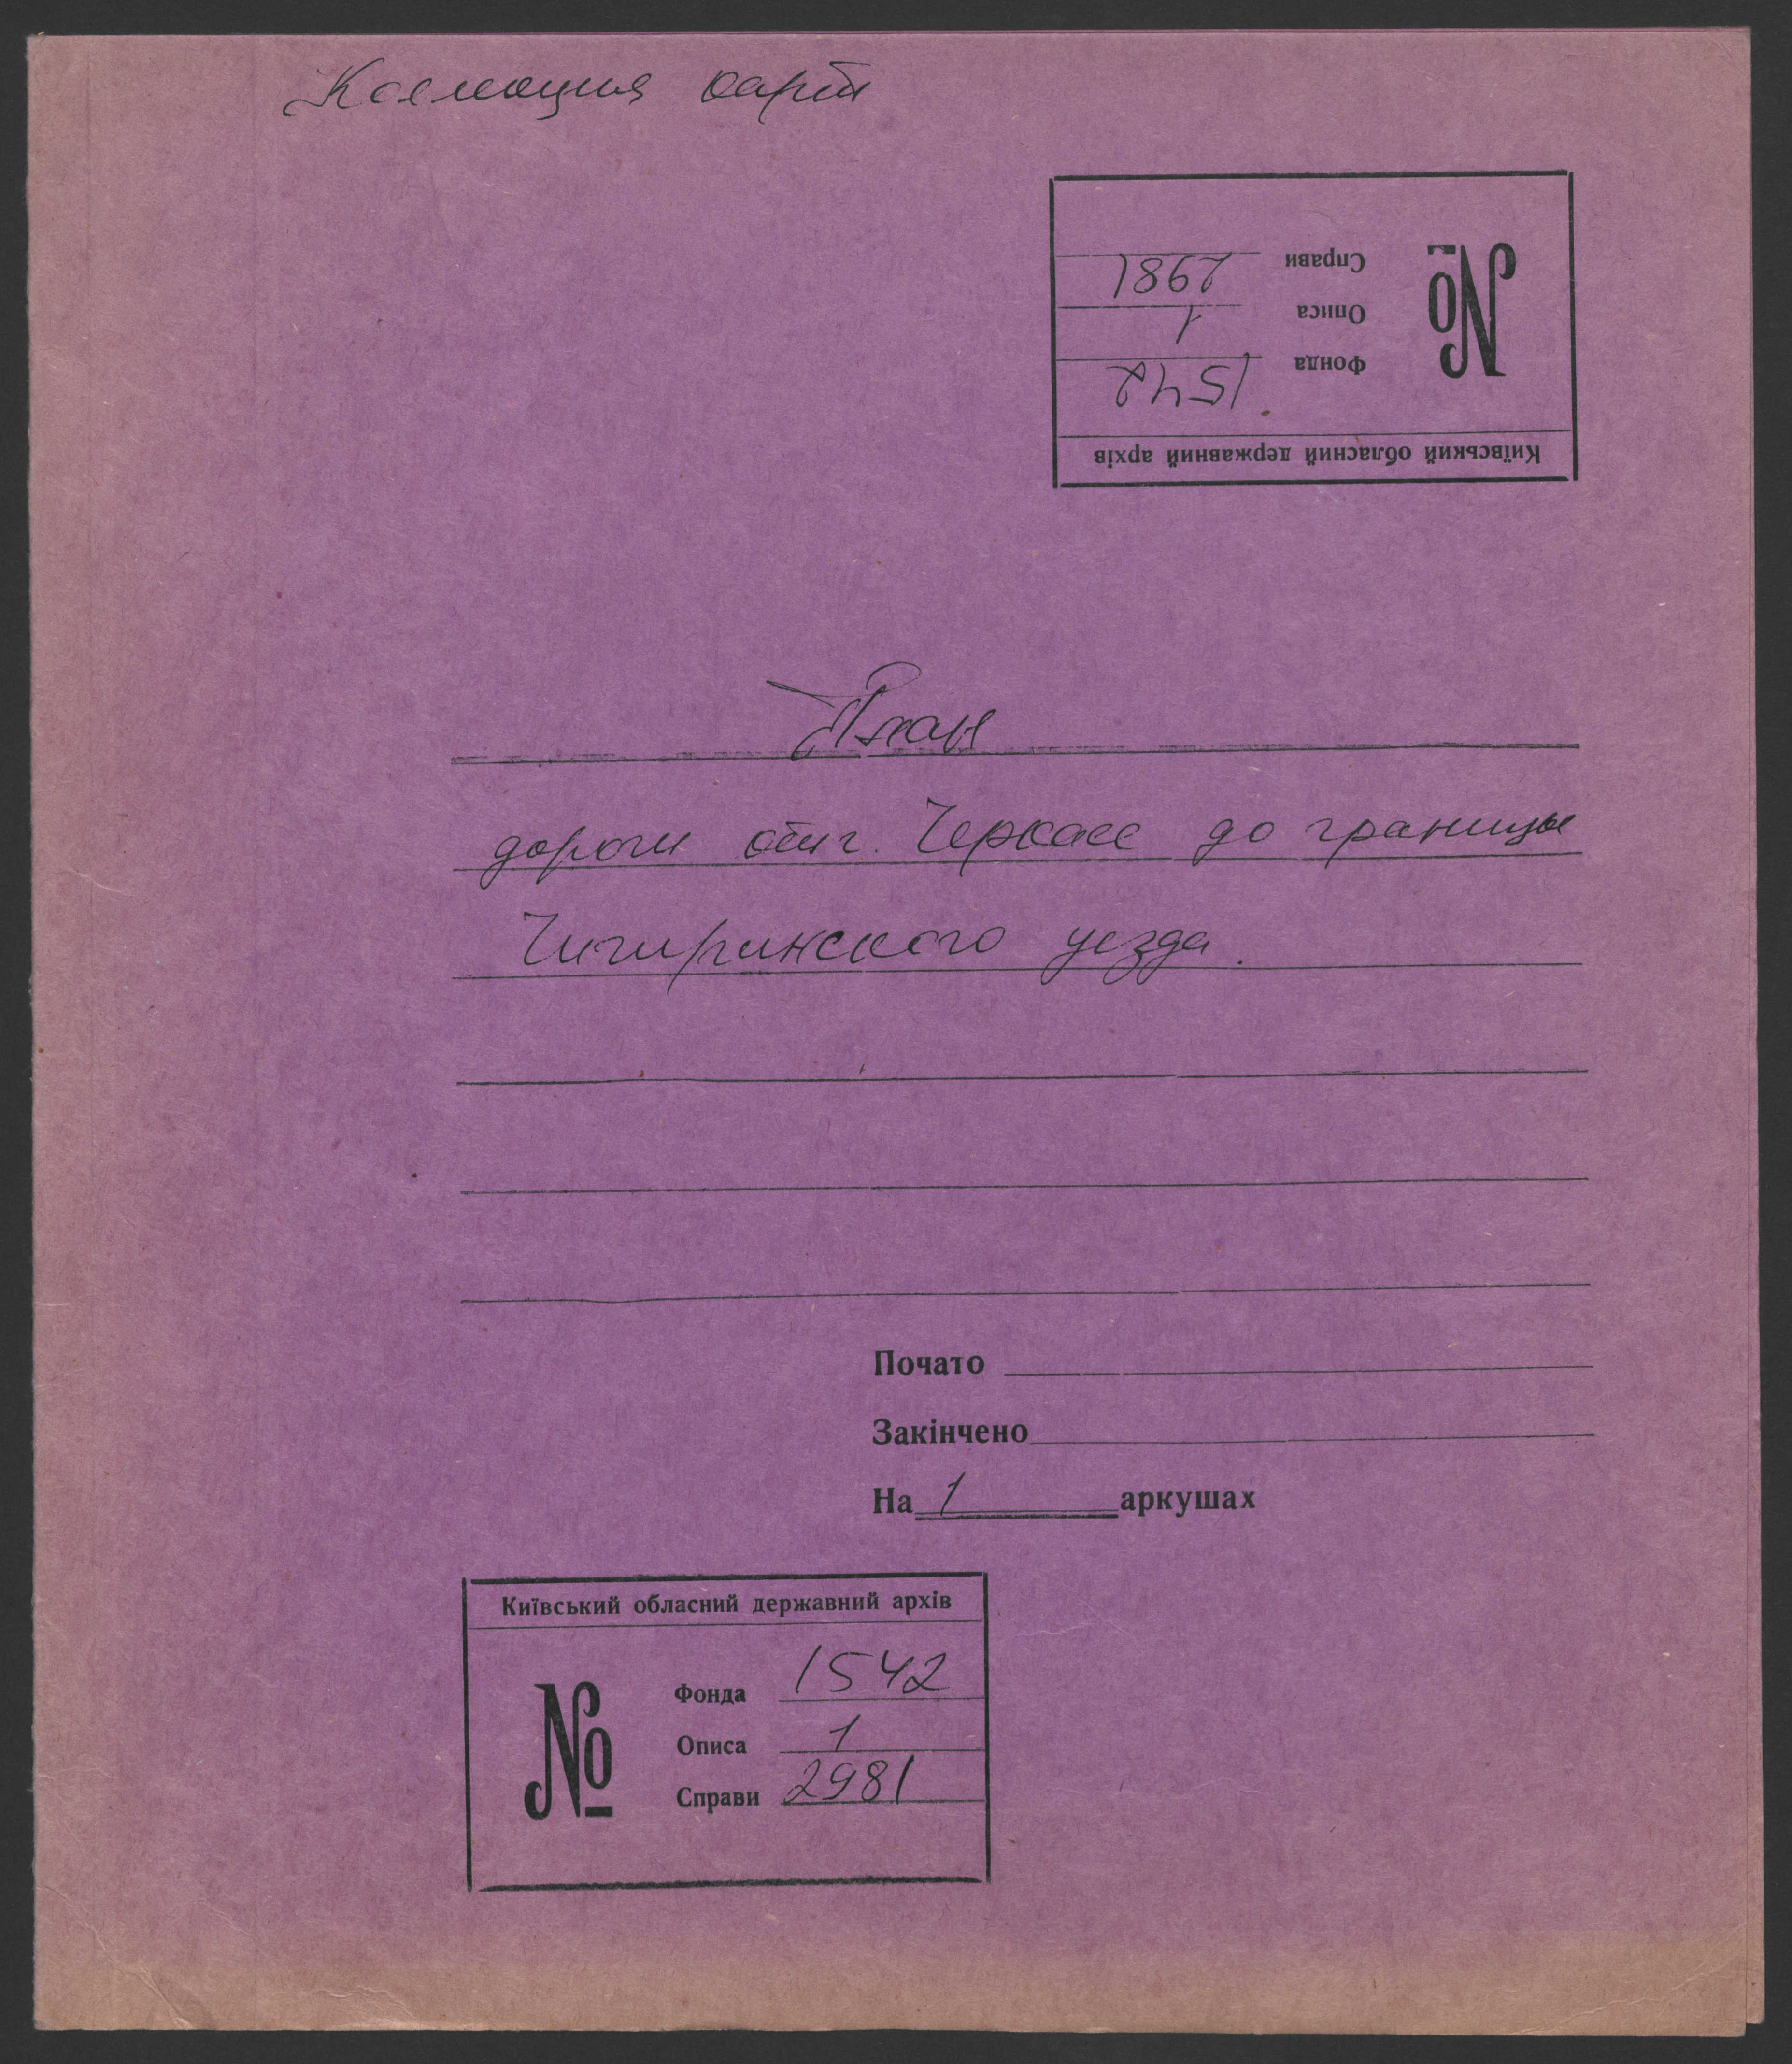 Коллекция карт
Київський обласний державний архів
№
Фонда 1542
Описа 1
Справи 2981
План
дороги от г. Черкасс до границы
Чигиринского уезда.
Почато
Закінчено
На 1 аркушах
Київський обласний державний архів
№
Фонда 1542
Описа 1
Справи 2981